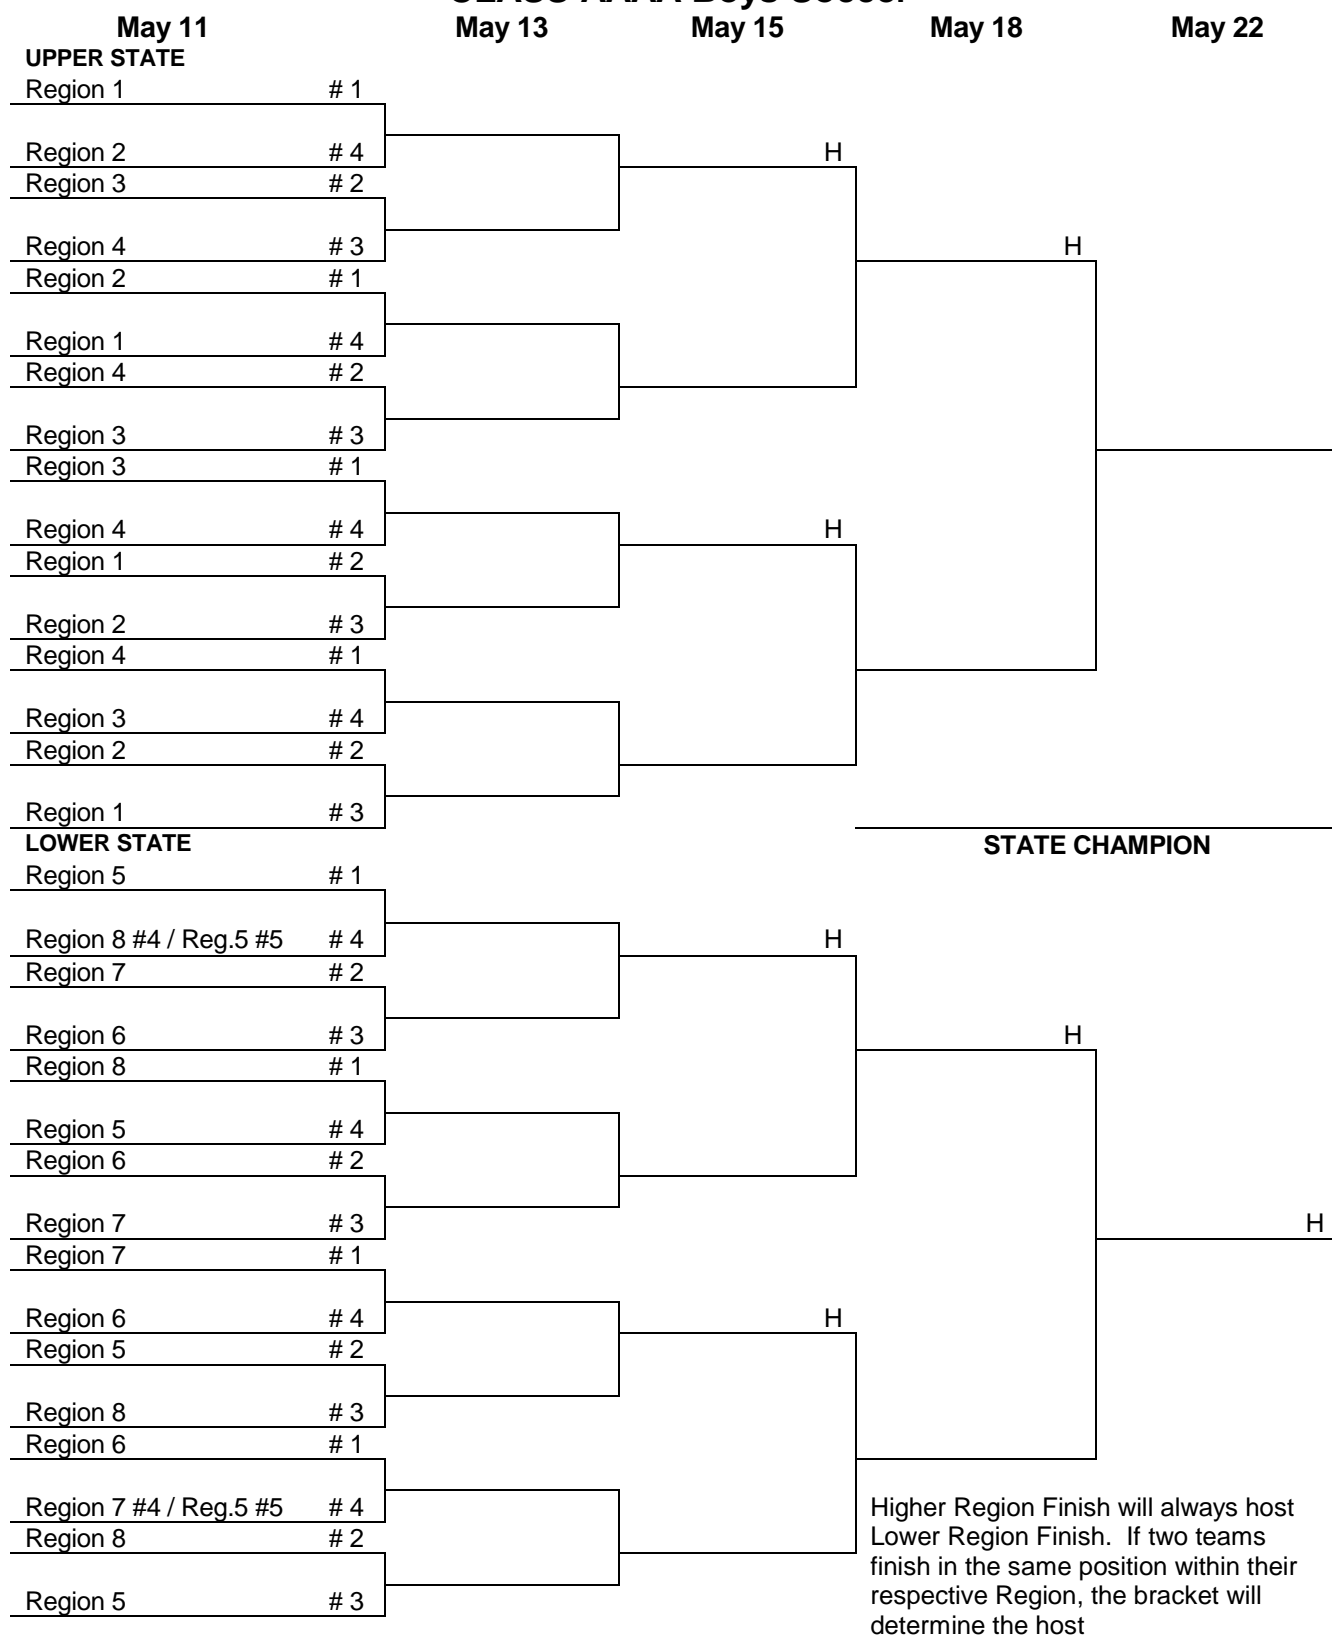 CLASS AAAA Boys Soccer
May 11 May 13 May 15 May 18 May 22
UPPER STATE
Region 1 # 1
Region 2 # 4 H
Region 3 # 2
Region 4 # 3 H
Region 2 # 1
Region 1 # 4
Region 4 # 2
Region 3 # 3
Region 3 # 1
Region 4 # 4 H
Region 1 # 2
Region 2 # 3
Region 4 # 1
Region 3 # 4
Region 2 # 2
Region 1 # 3
LOWER STATE STATE CHAMPION
Region 5 # 1
Region 8 #4 / Reg.5 #5 # 4 H
Region 7 # 2
Region 6 # 3 H
Region 8 # 1
Region 5 # 4
Region 6 # 2
Region 7 # 3 H
Region 7 # 1
Region 6 # 4 H
Region 5 # 2
Region 8 # 3
Region 6 # 1
Region 7 #4 / Reg.5 #5 # 4
Region 8 # 2
Region 5 # 3
Higher Region Finish will always host
Lower Region Finish. If two teams
finish in the same position within their
respective Region, the bracket will
determine the host